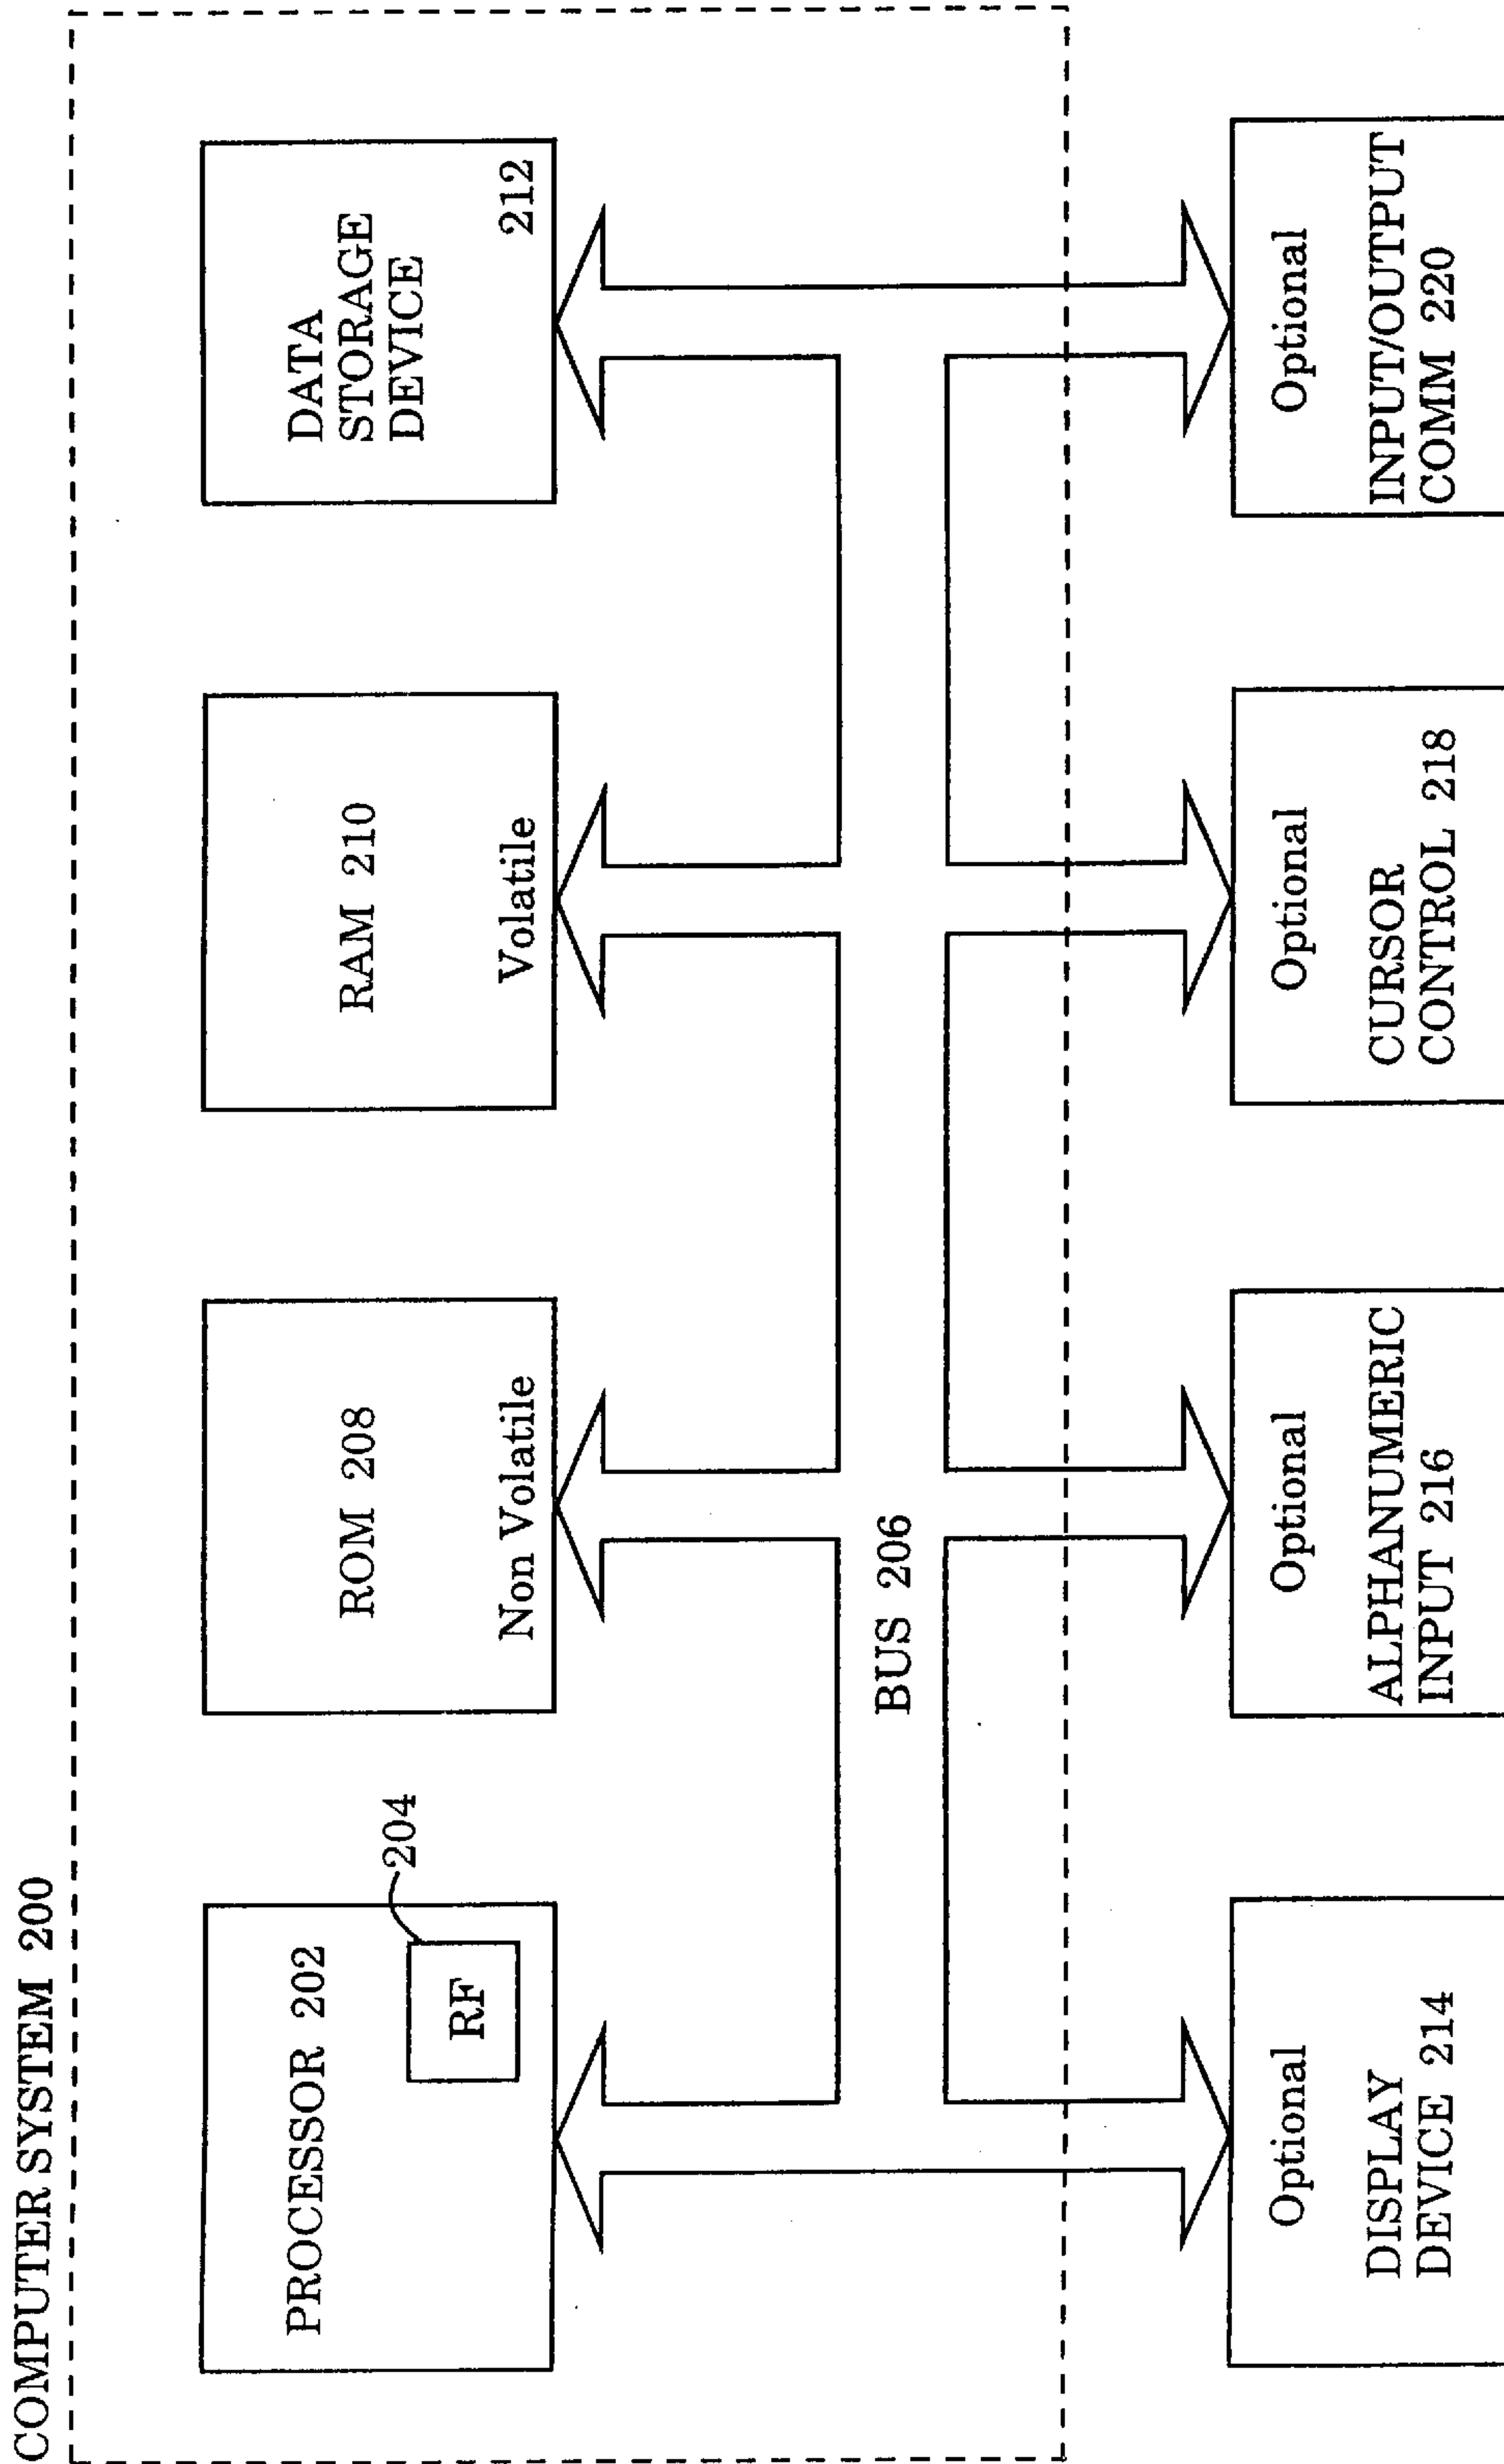 COMPUTER SYSTEM 200
PROCESSOR 202
RF
204
ROM 208
Non Volatile
RAM 210
Volatile
DATA
STORAGE
DEVICE
212
BUS 206
Optional
DISPLAY
DEVICE 214
Optional
ALPHANUMERIC
INPUT 216
Optional
CURSOR
CONTROL 218
Optional
INPUT/OUTPUT
COMM 220